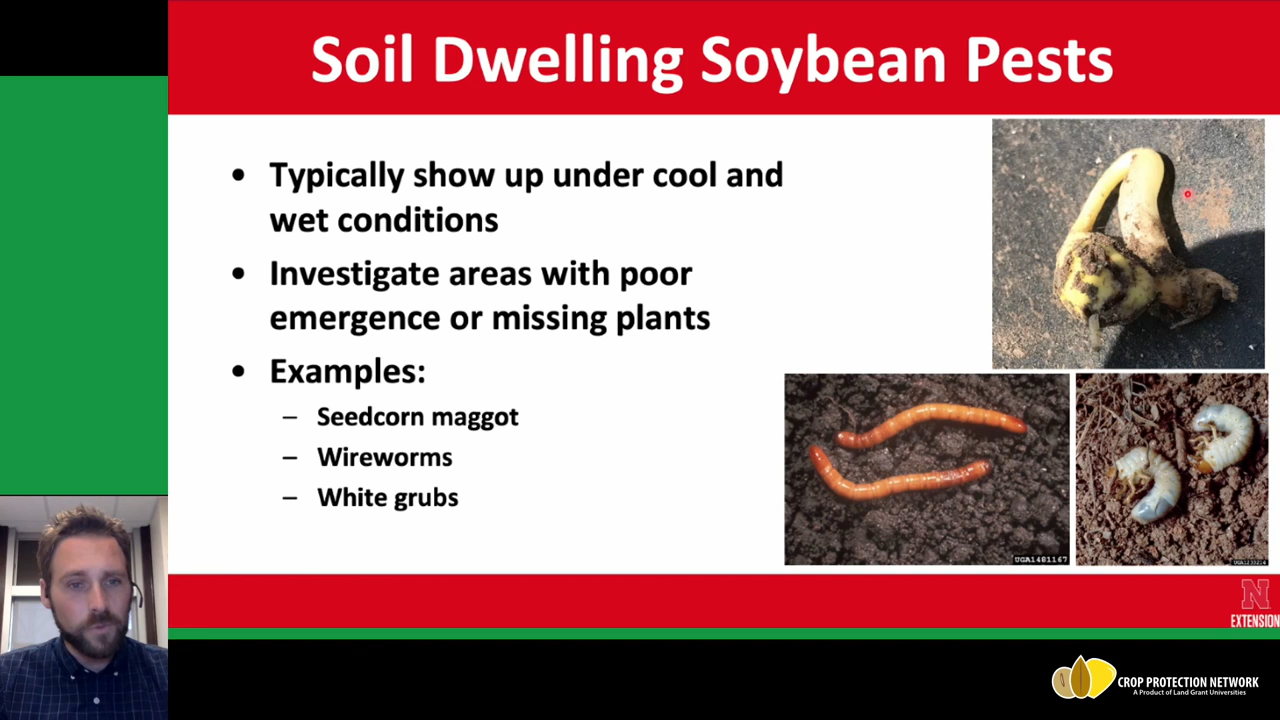 Soil Dwelling Soybean Pests
• Typically show up under cool and
wet conditions
• Investigate areas with poor
emergence or missing plants
• Examples:
– Seedcorn maggot
– Wireworms
– White grubs
UGA1481167
N
EXTENSION
CROP PROTECTION NETWORK
A Product of Land Grant Universities